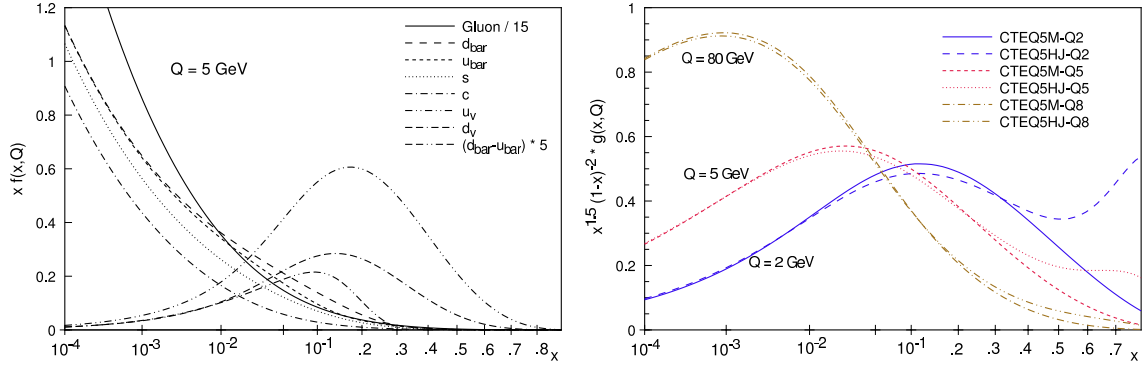 1.2
1
0.8
0.6
0.4
0.2
0
x f(x,Q)
Q = 5 GeV
Gluon / 15
d_bar
u_bar
s
c
u_v
d_v
(d_bar-u_bar) * 5
10^-4 10^-3 10^-2 10^-1 .2 .3 .4 .5 .6 .7 .8 x
1
0.8
0.6
0.4
0.2
0
x^1.5 (1-x)^-2 * g(x,Q)
Q = 80 GeV
Q = 5 GeV
Q = 2 GeV
CTEQ5M-Q2
CTEQ5HJ-Q2
CTEQ5M-Q5
CTEQ5HJ-Q5
CTEQ5M-Q8
CTEQ5HJ-Q8
10^-4 10^-3 10^-2 10^-1 .2 .3 .4 .5 .6 .7 x